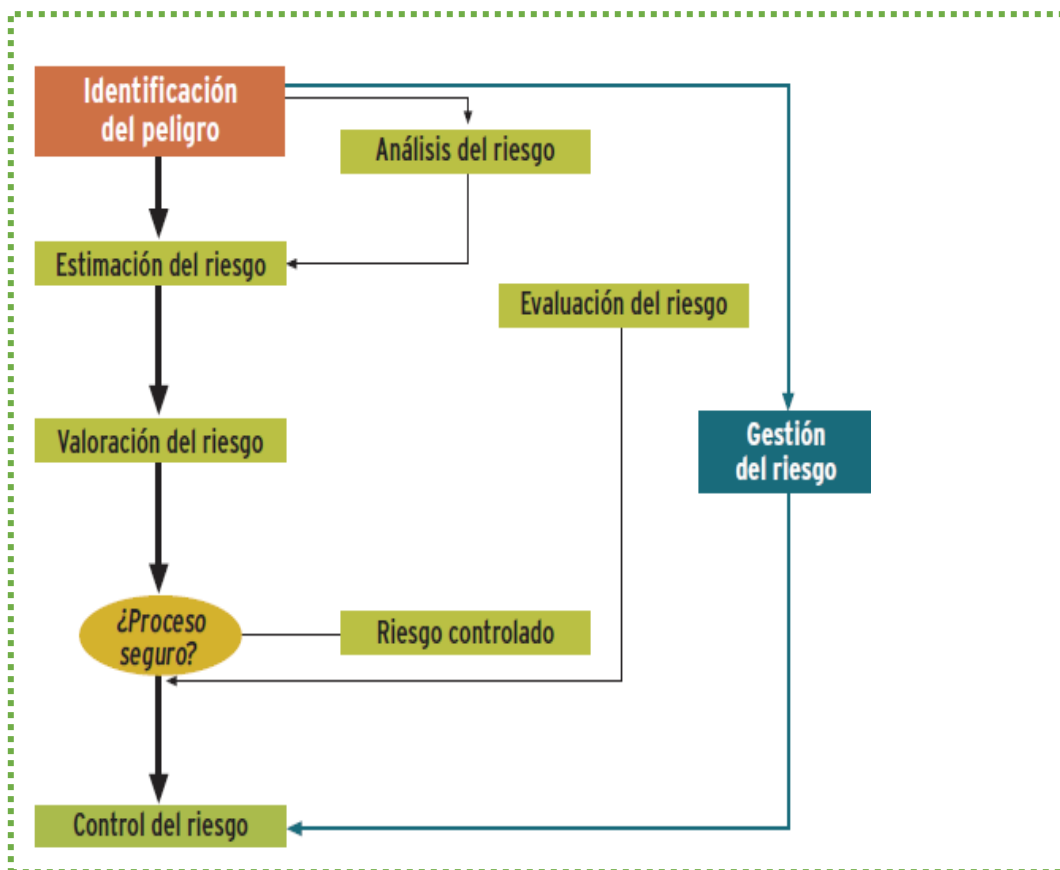 Identificación
del peligro
Análisis del riesgo
Estimación del riesgo
Evaluación del riesgo
Valoración del riesgo
Gestión
del riesgo
¿Proceso
seguro?
Riesgo controlado
Control del riesgo